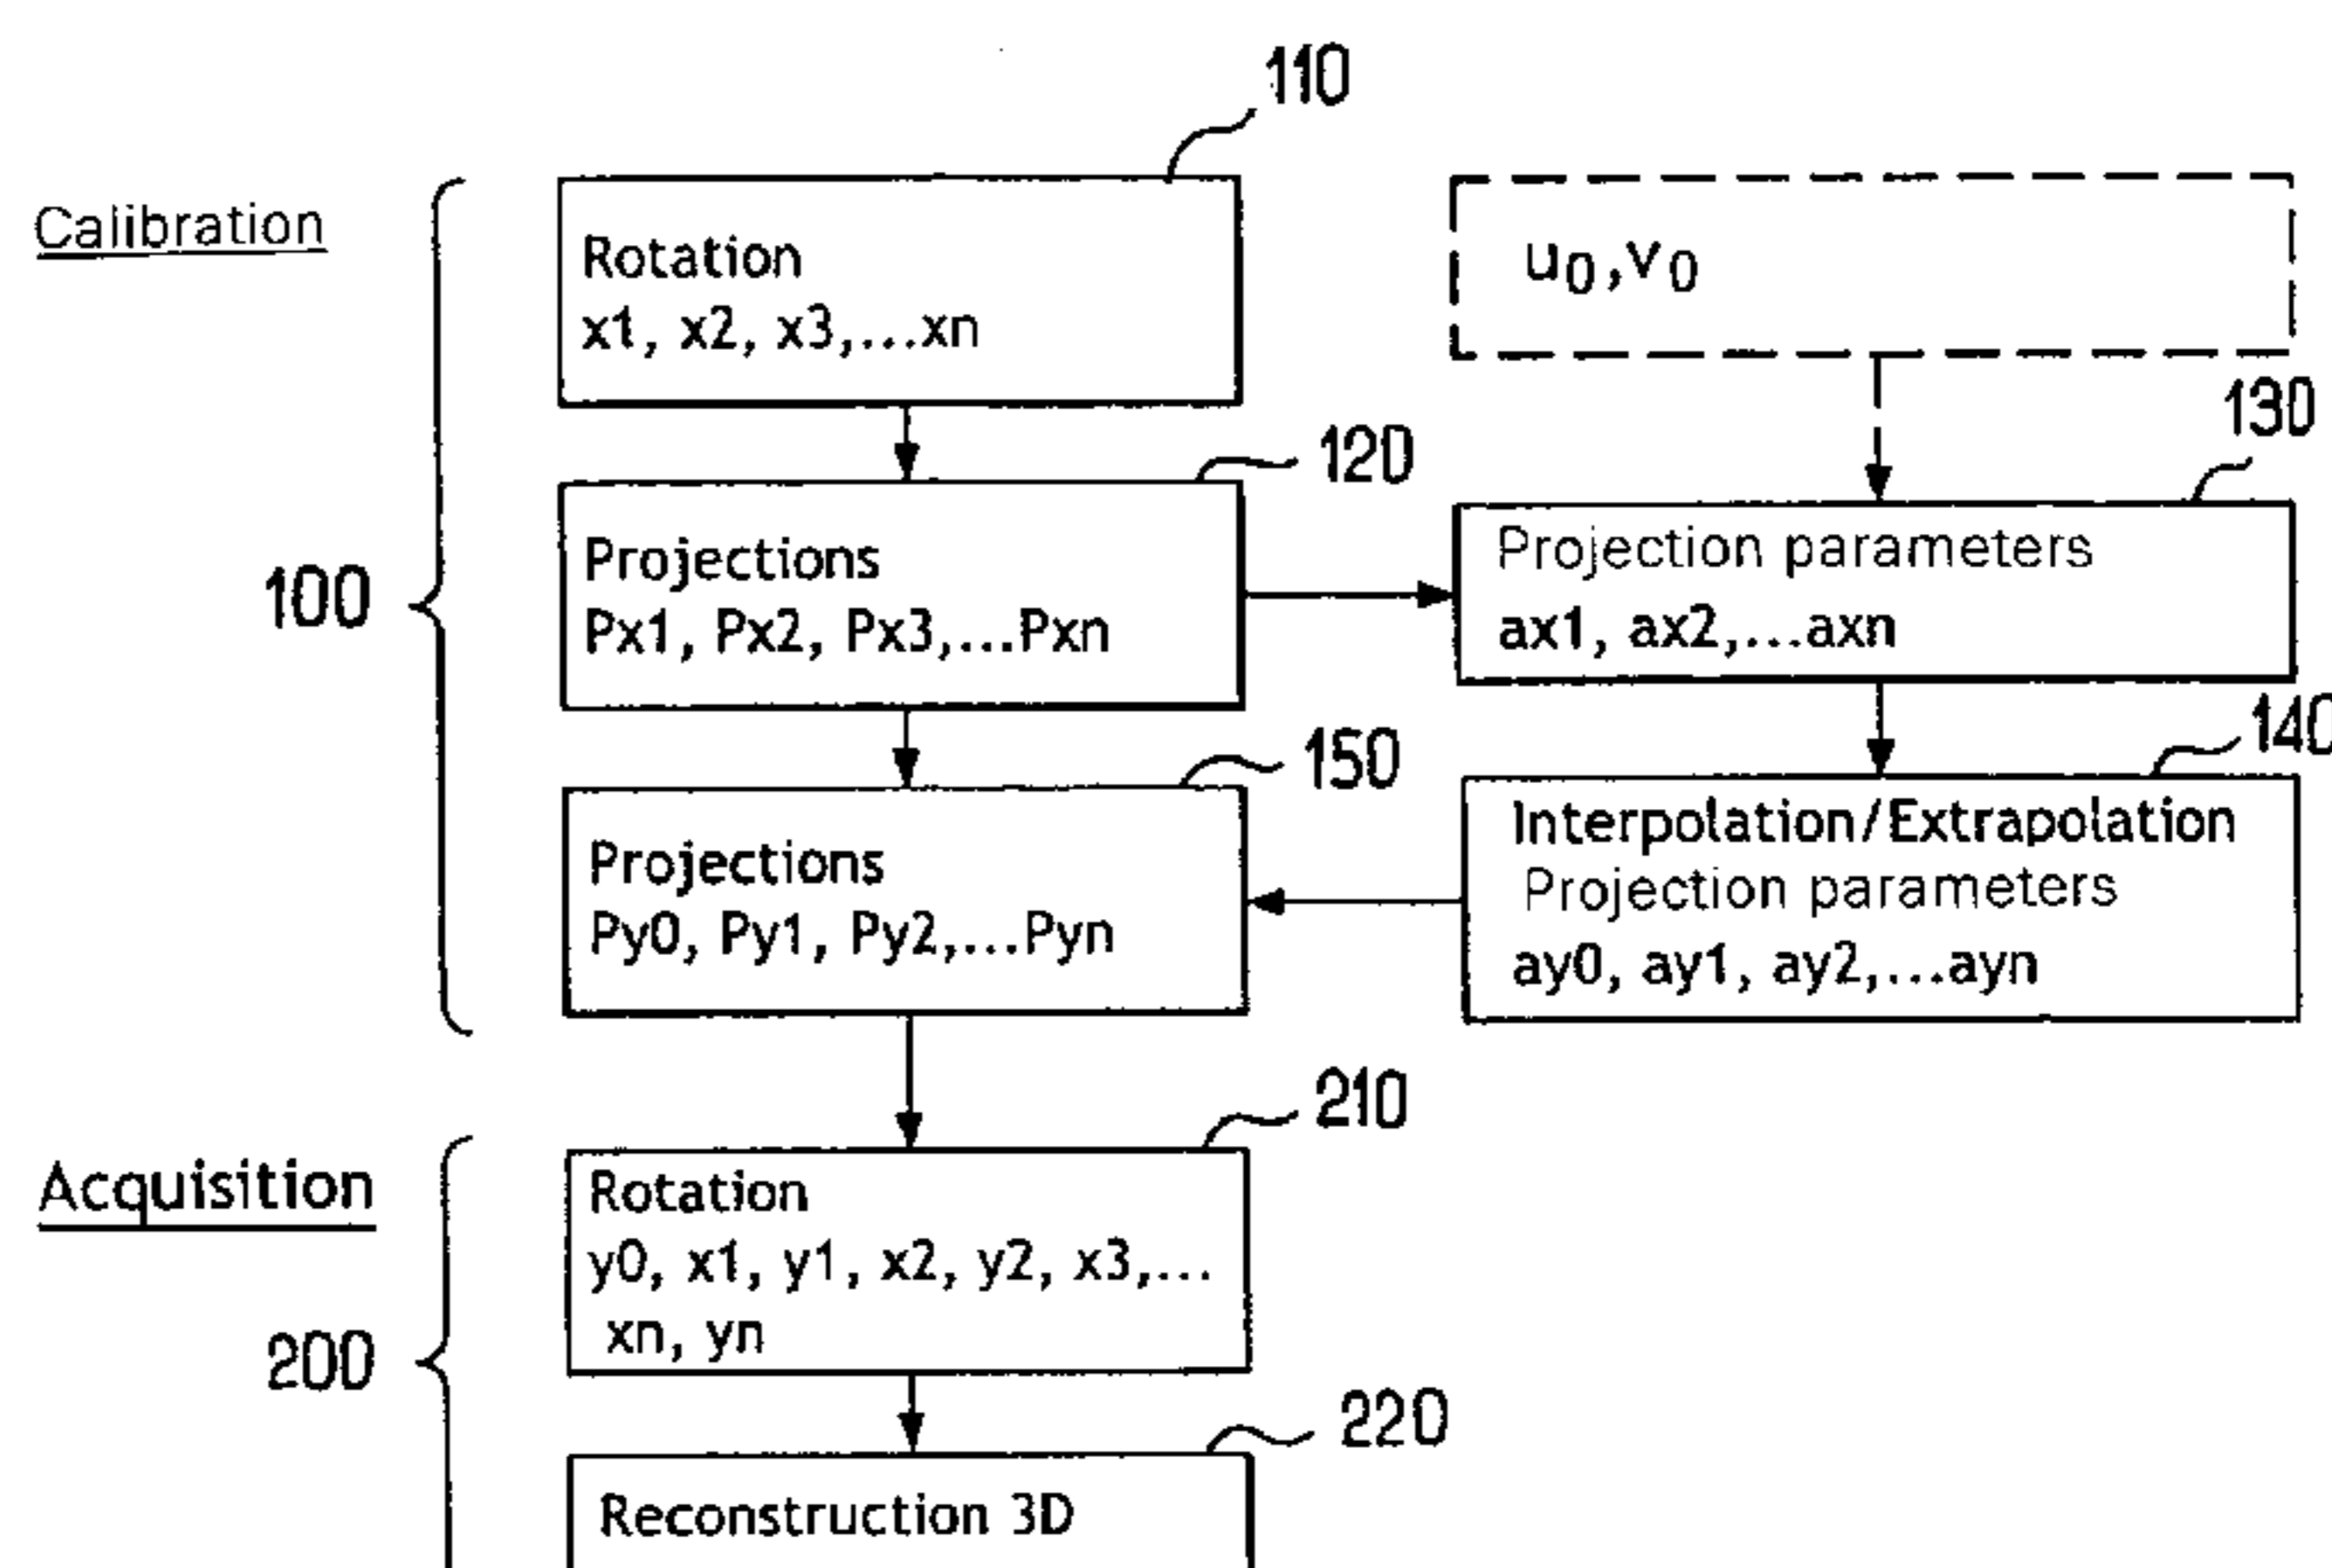 110
Calibration
Rotation
x1, x2, x3,...xn
u0,v0
130
120
Projections
Px1, Px2, Px3,...Pxn
Projection parameters
ax1, ax2,...axn
100
140
150
Projections
Py0, Py1, Py2,...Pyn
Interpolation/Extrapolation
Projection parameters
ay0, ay1, ay2,...ayn
210
Acquisition
Rotation
y0, x1, y1, x2, y2, x3,...
xn, yn
200
220
Reconstruction 3D